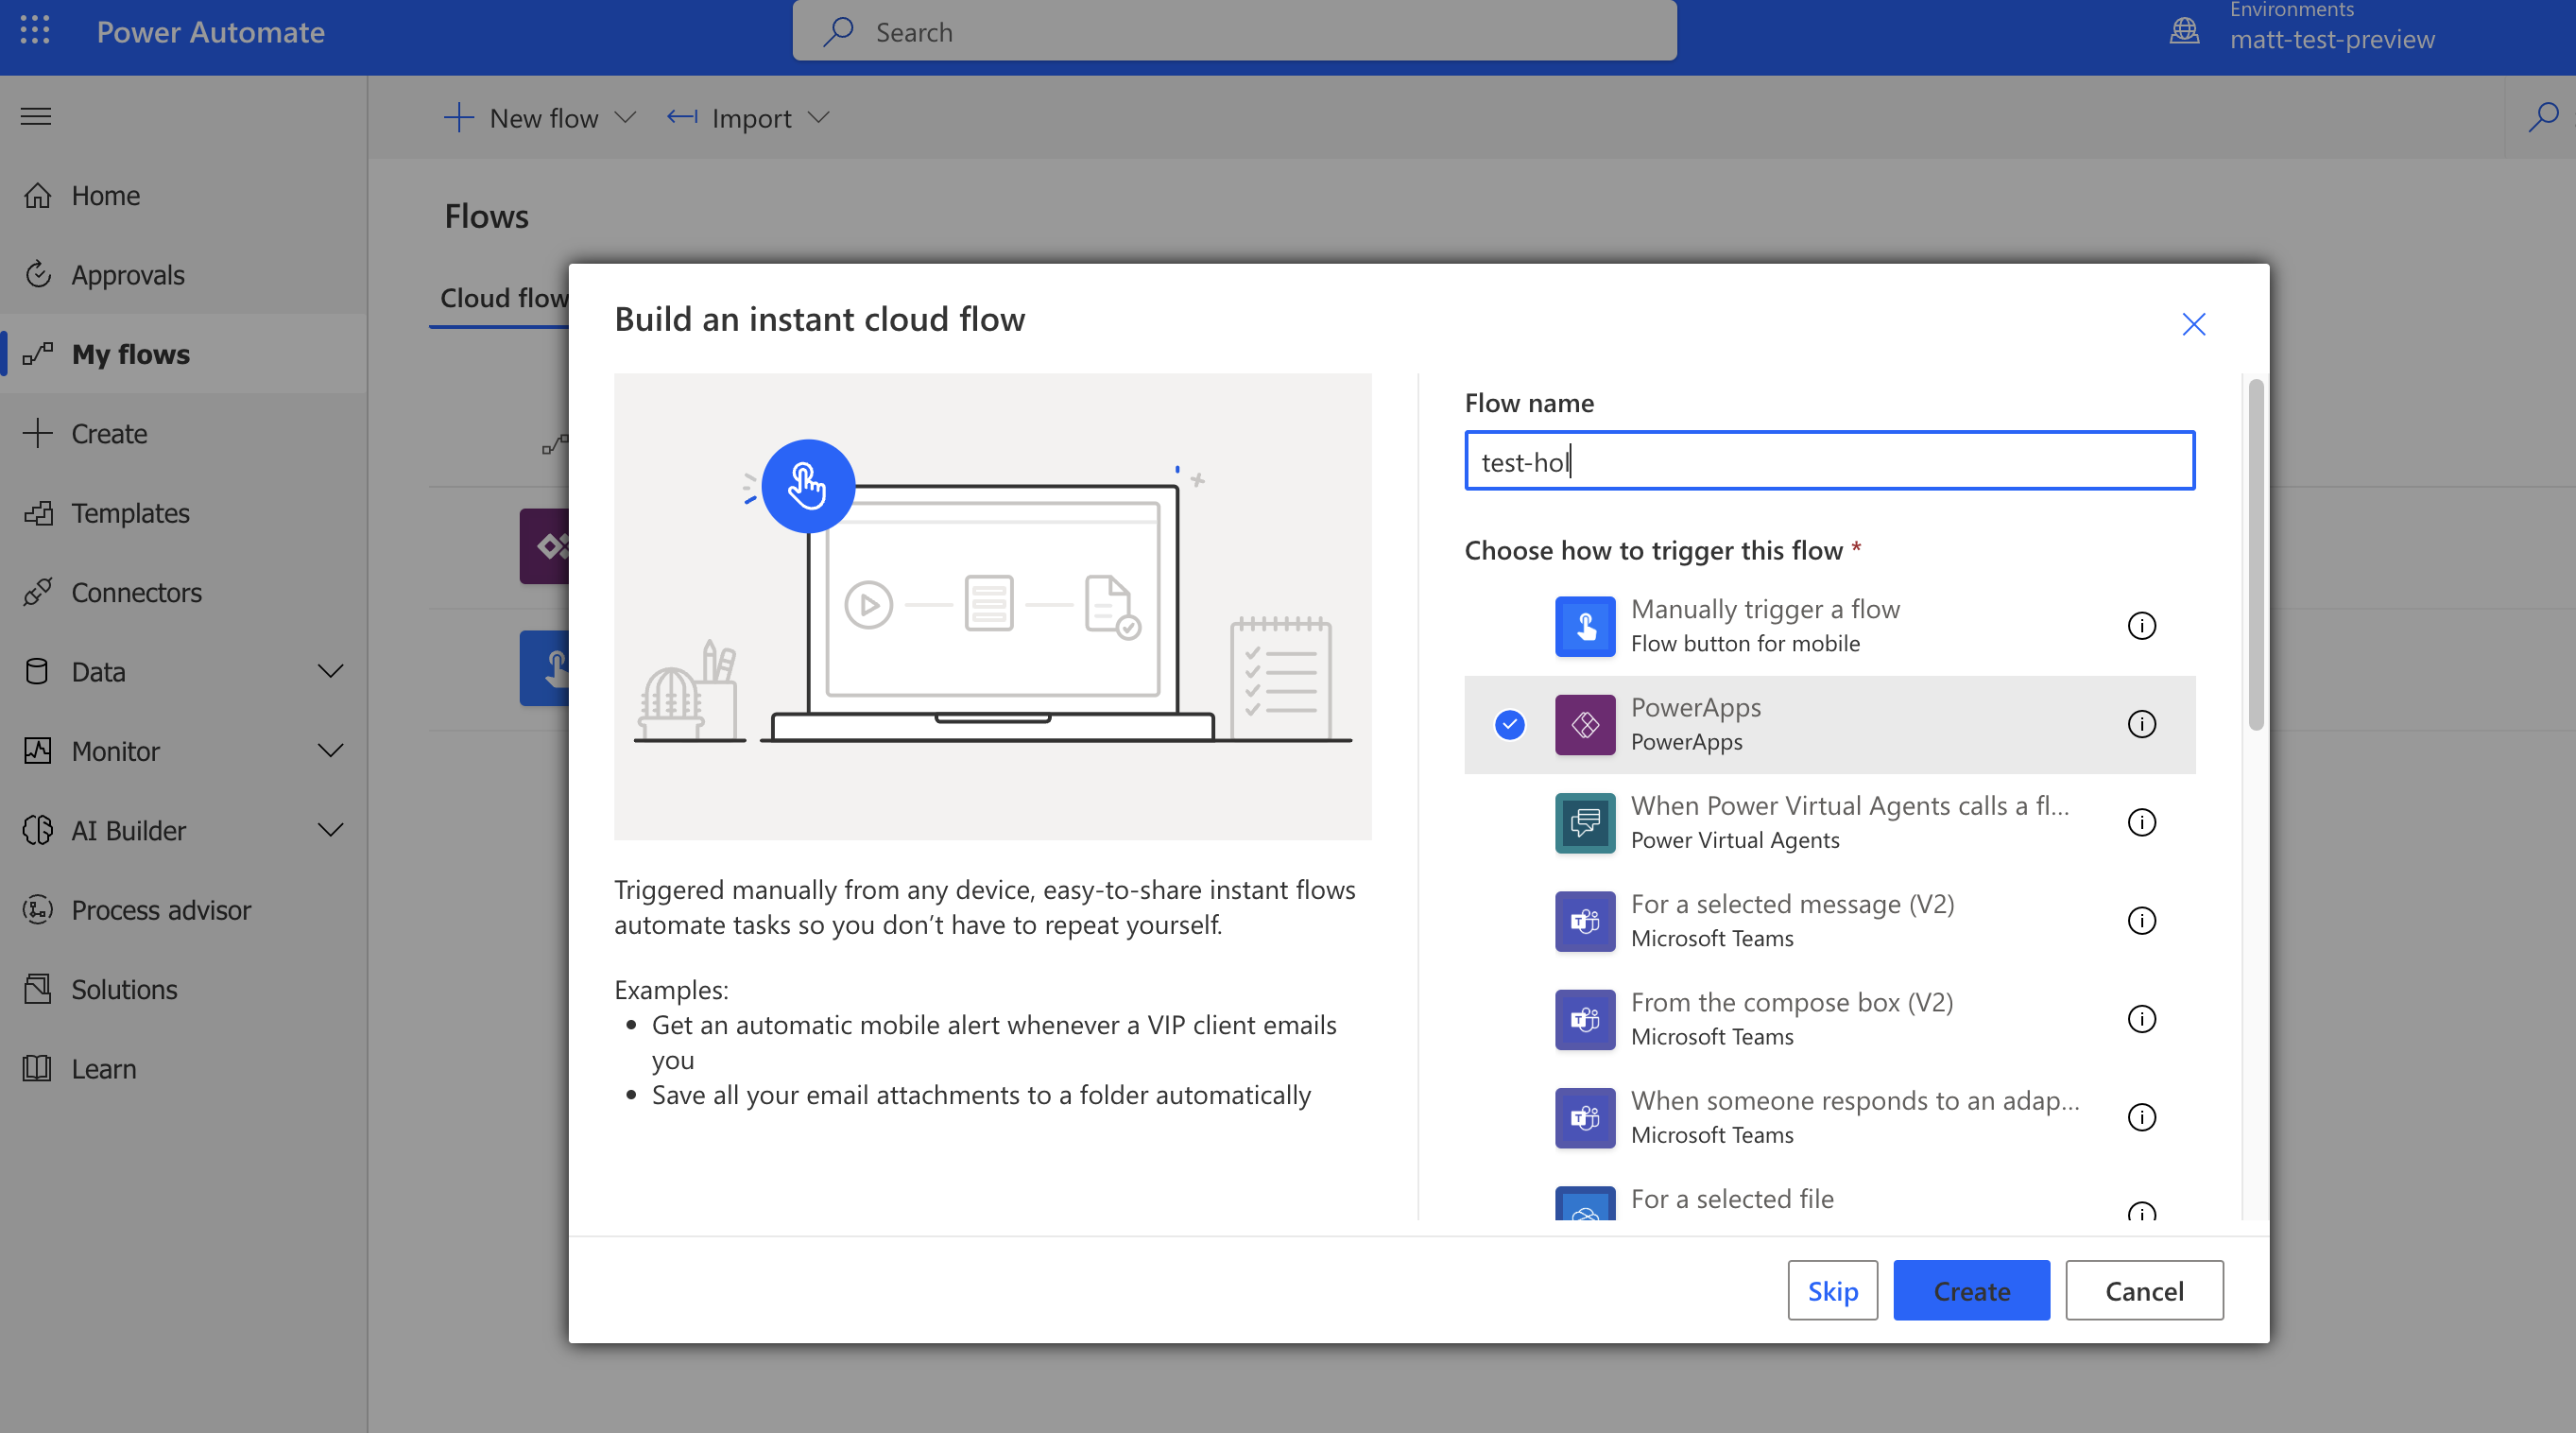 Power Automate
Search
Environments
matt-test-preview
New flow
Import
Home
Approvals
My flows
Create
Templates
Connectors
Data
Monitor
AI Builder
Process advisor
Solutions
Learn
Flows
Cloud flow
Build an instant cloud flow
Triggered manually from any device, easy-to-share instant flows
automate tasks so you don’t have to repeat yourself.
Examples:
• Get an automatic mobile alert whenever a VIP client emails
you
• Save all your email attachments to a folder automatically
Flow name
test-hol
Choose how to trigger this flow *
Manually trigger a flow
Flow button for mobile
PowerApps
PowerApps
When Power Virtual Agents calls a fl...
Power Virtual Agents
For a selected message (V2)
Microsoft Teams
From the compose box (V2)
Microsoft Teams
When someone responds to an adap...
Microsoft Teams
For a selected file
Skip
Create
Cancel